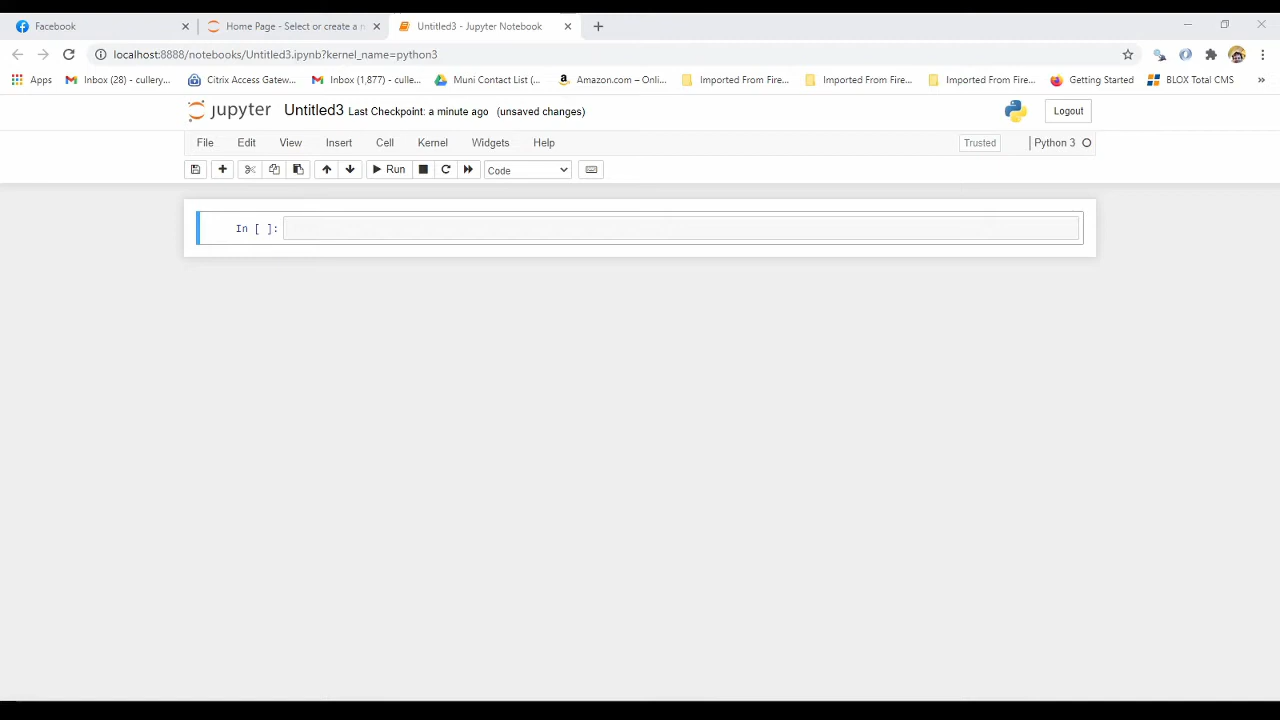 Facebook
Home Page - Select or create a n
Untitled3 - Jupyter Notebook
localhost:8888/notebooks/Untitled3.ipynb?kernel_name=python3
Apps
Inbox (28) - cullery...
Citrix Access Gatew...
Inbox (1,877) - culle...
Muni Contact List (...
Amazon.com – Onli...
Imported From Fire...
Imported From Fire...
Imported From Fire...
Getting Started
BLOX Total CMS
»
jupyter Untitled3 Last Checkpoint: a minute ago (unsaved changes)
Logout
File Edit View Insert Cell Kernel Widgets Help
Trusted
Python 3
Run
Code
In [ ]: